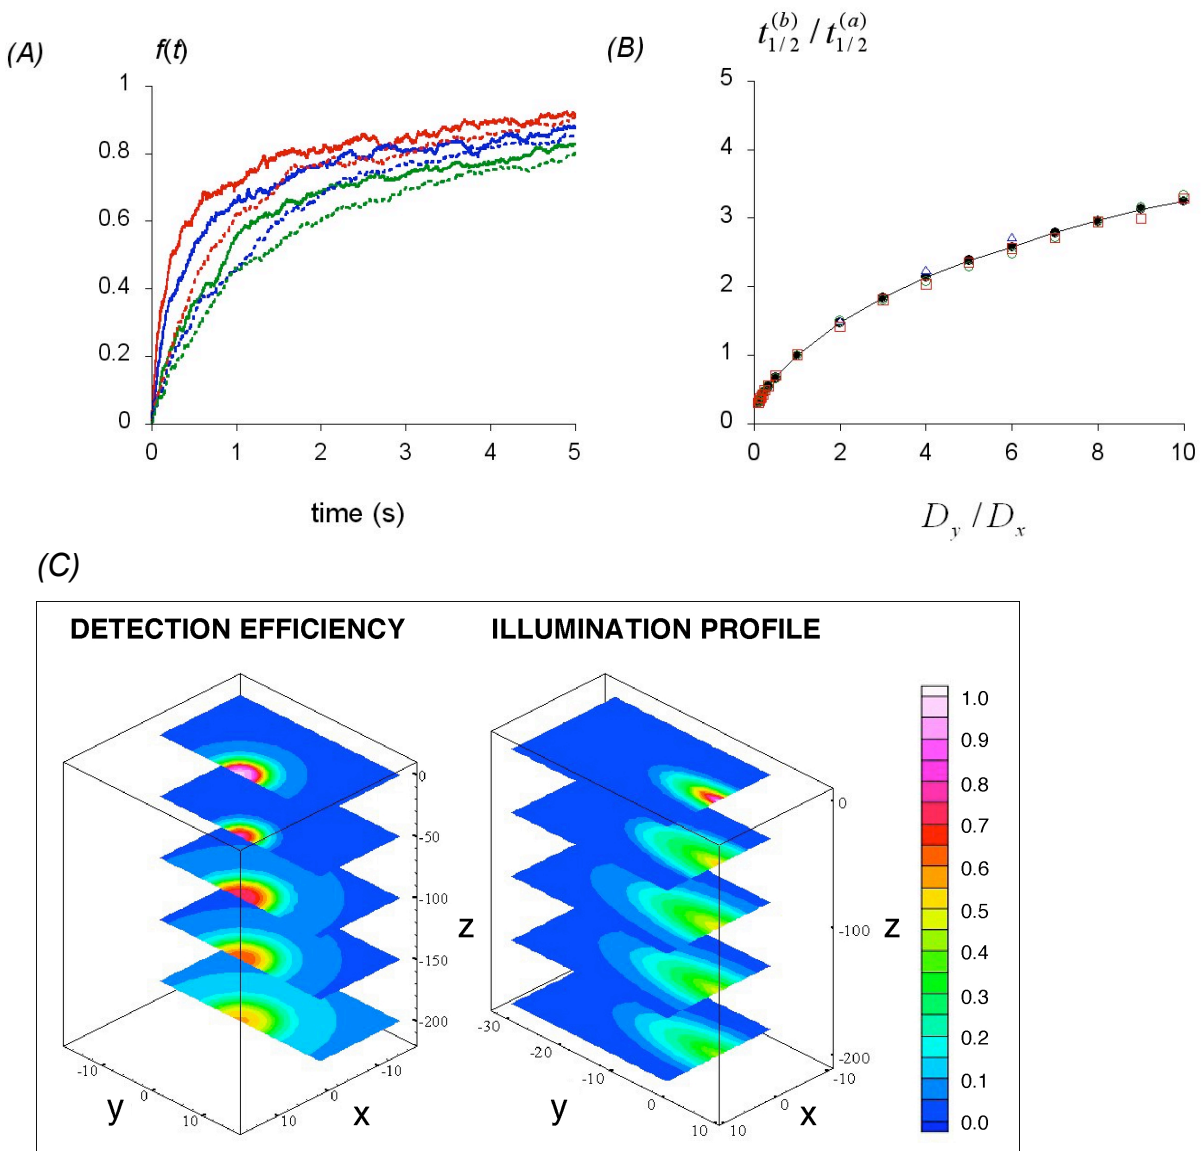 (A)
f(t)
1
0.8
0.6
0.4
0.2
0
0 1 2 3 4 5
time (s)
(B)
t_{1/2}^{(b)} / t_{1/2}^{(a)}
5
4
3
2
1
0
0 2 4 6 8 10
D_y / D_x
(C)
DETECTION EFFICIENCY
0
-50
-100
-150
-200
z
-10 0 10
y
10 0 -10
x
ILLUMINATION PROFILE
0
-100
-200
z
-30 -20 -10 0 10
y
10 0 -10
x
1.0
0.9
0.8
0.7
0.6
0.5
0.4
0.3
0.2
0.1
0.0